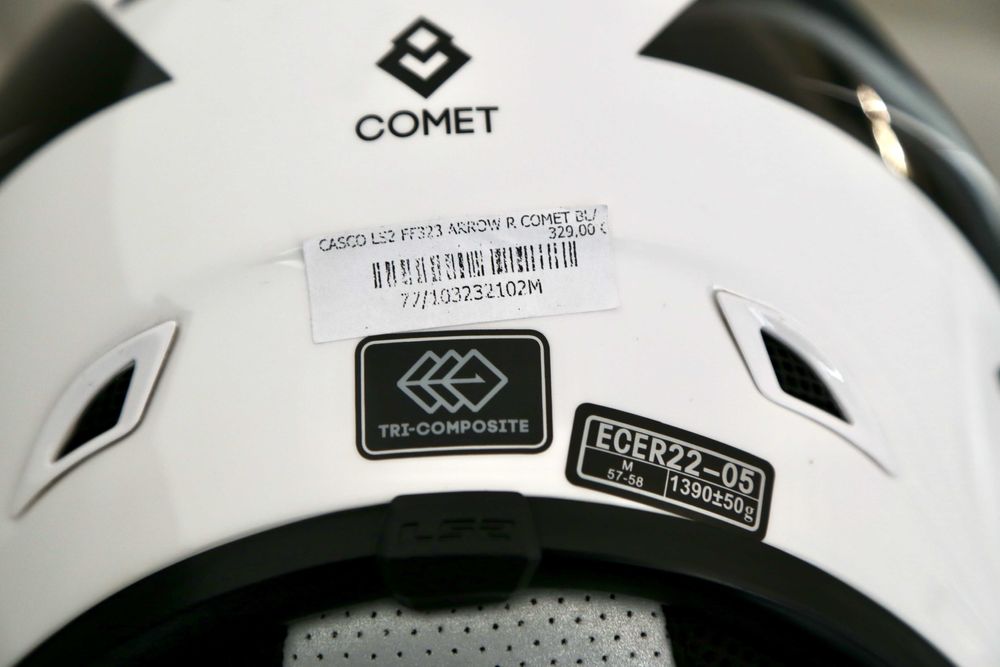 COMET
CASCO LS2 FF323 ARROW R COMET BL/
329,00 €
77/103232102M
TRI-COMPOSITE
ECER22-05
M
57-58
1390±50g
LS2